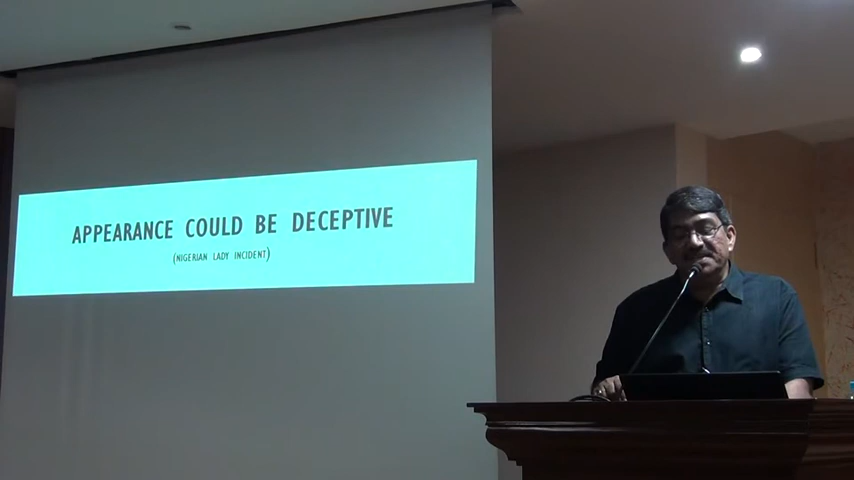 APPEARANCE COULD BE DECEPTIVE
(NIGERIAN LADY INCIDENT)